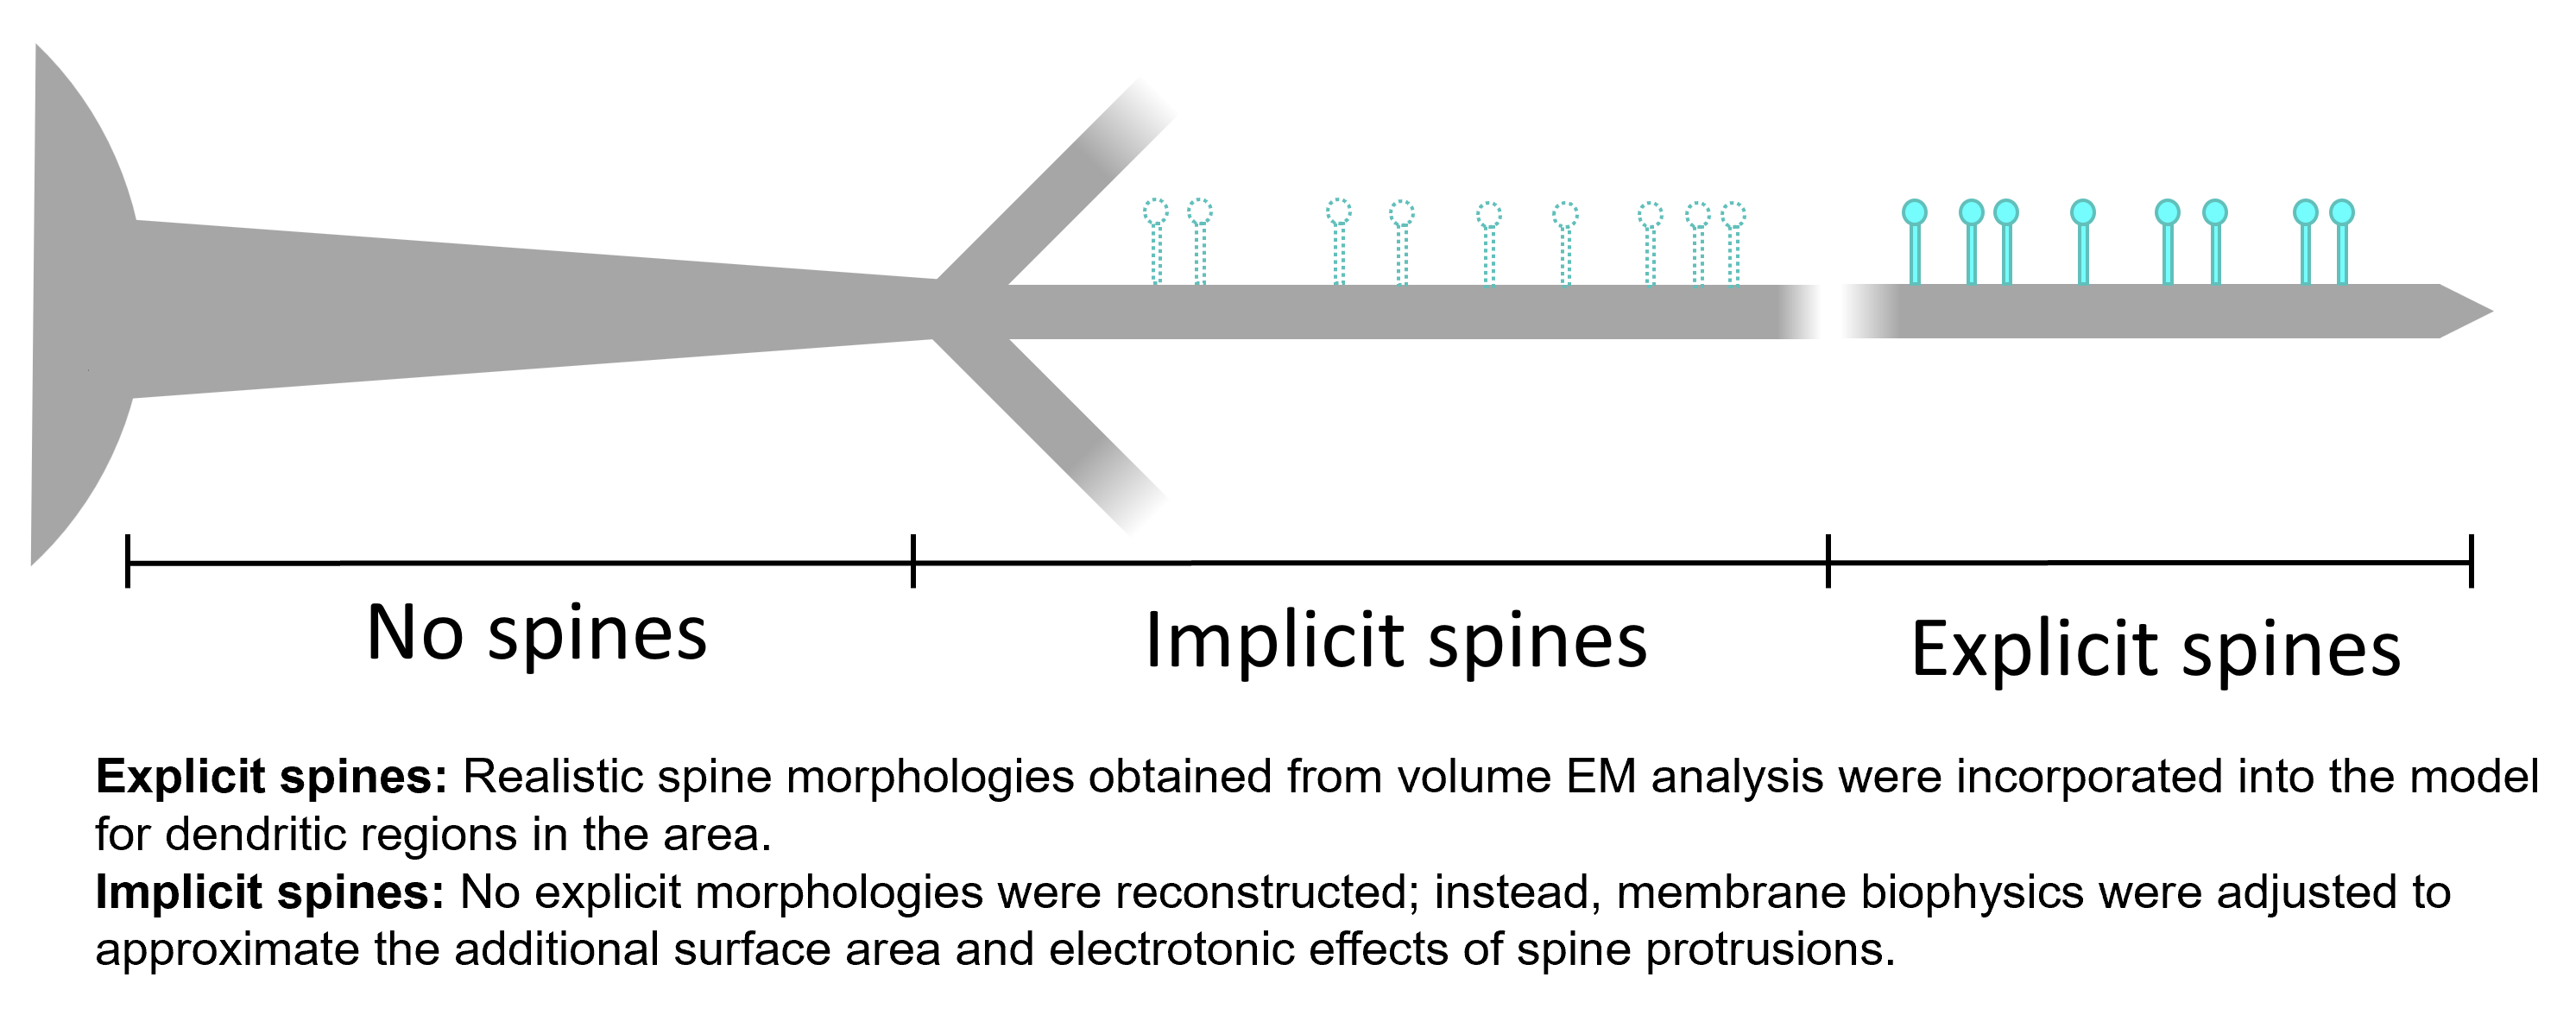 No spines
Implicit spines
Explicit spines
Explicit spines: Realistic spine morphologies obtained from volume EM analysis were incorporated into the model
for dendritic regions in the area.
Implicit spines: No explicit morphologies were reconstructed; instead, membrane biophysics were adjusted to
approximate the additional surface area and electrotonic effects of spine protrusions.